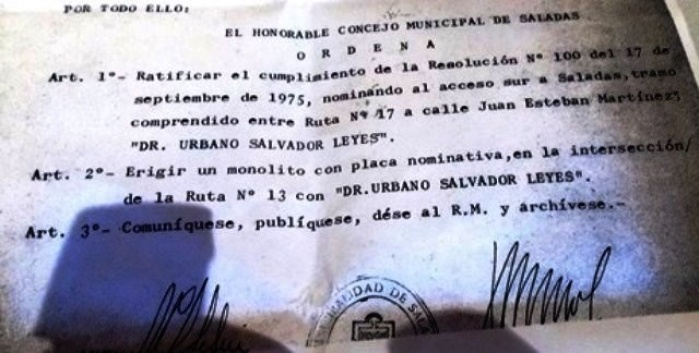 POR TODO ELLO:
EL HONORABLE CONCEJO MUNICIPAL DE SALADAS
O R D E N A
Art. 1º- Ratificar el cumplimiento de la Resolución Nº 100 del 17 de
septiembre de 1975, nominando al acceso sur a Saladas, tramo
comprendido entre Ruta Nº 17 a calle Juan Esteban Martínez,
"DR. URBANO SALVADOR LEYES".
Art. 2º- Erigir un monolito con placa nominativa, en la intersección/
de la Ruta Nº 13 con "DR. URBANO SALVADOR LEYES".
Art. 3º- Comuníquese, publíquese, dése al R.M. y archívese.-
DAD DE SALA